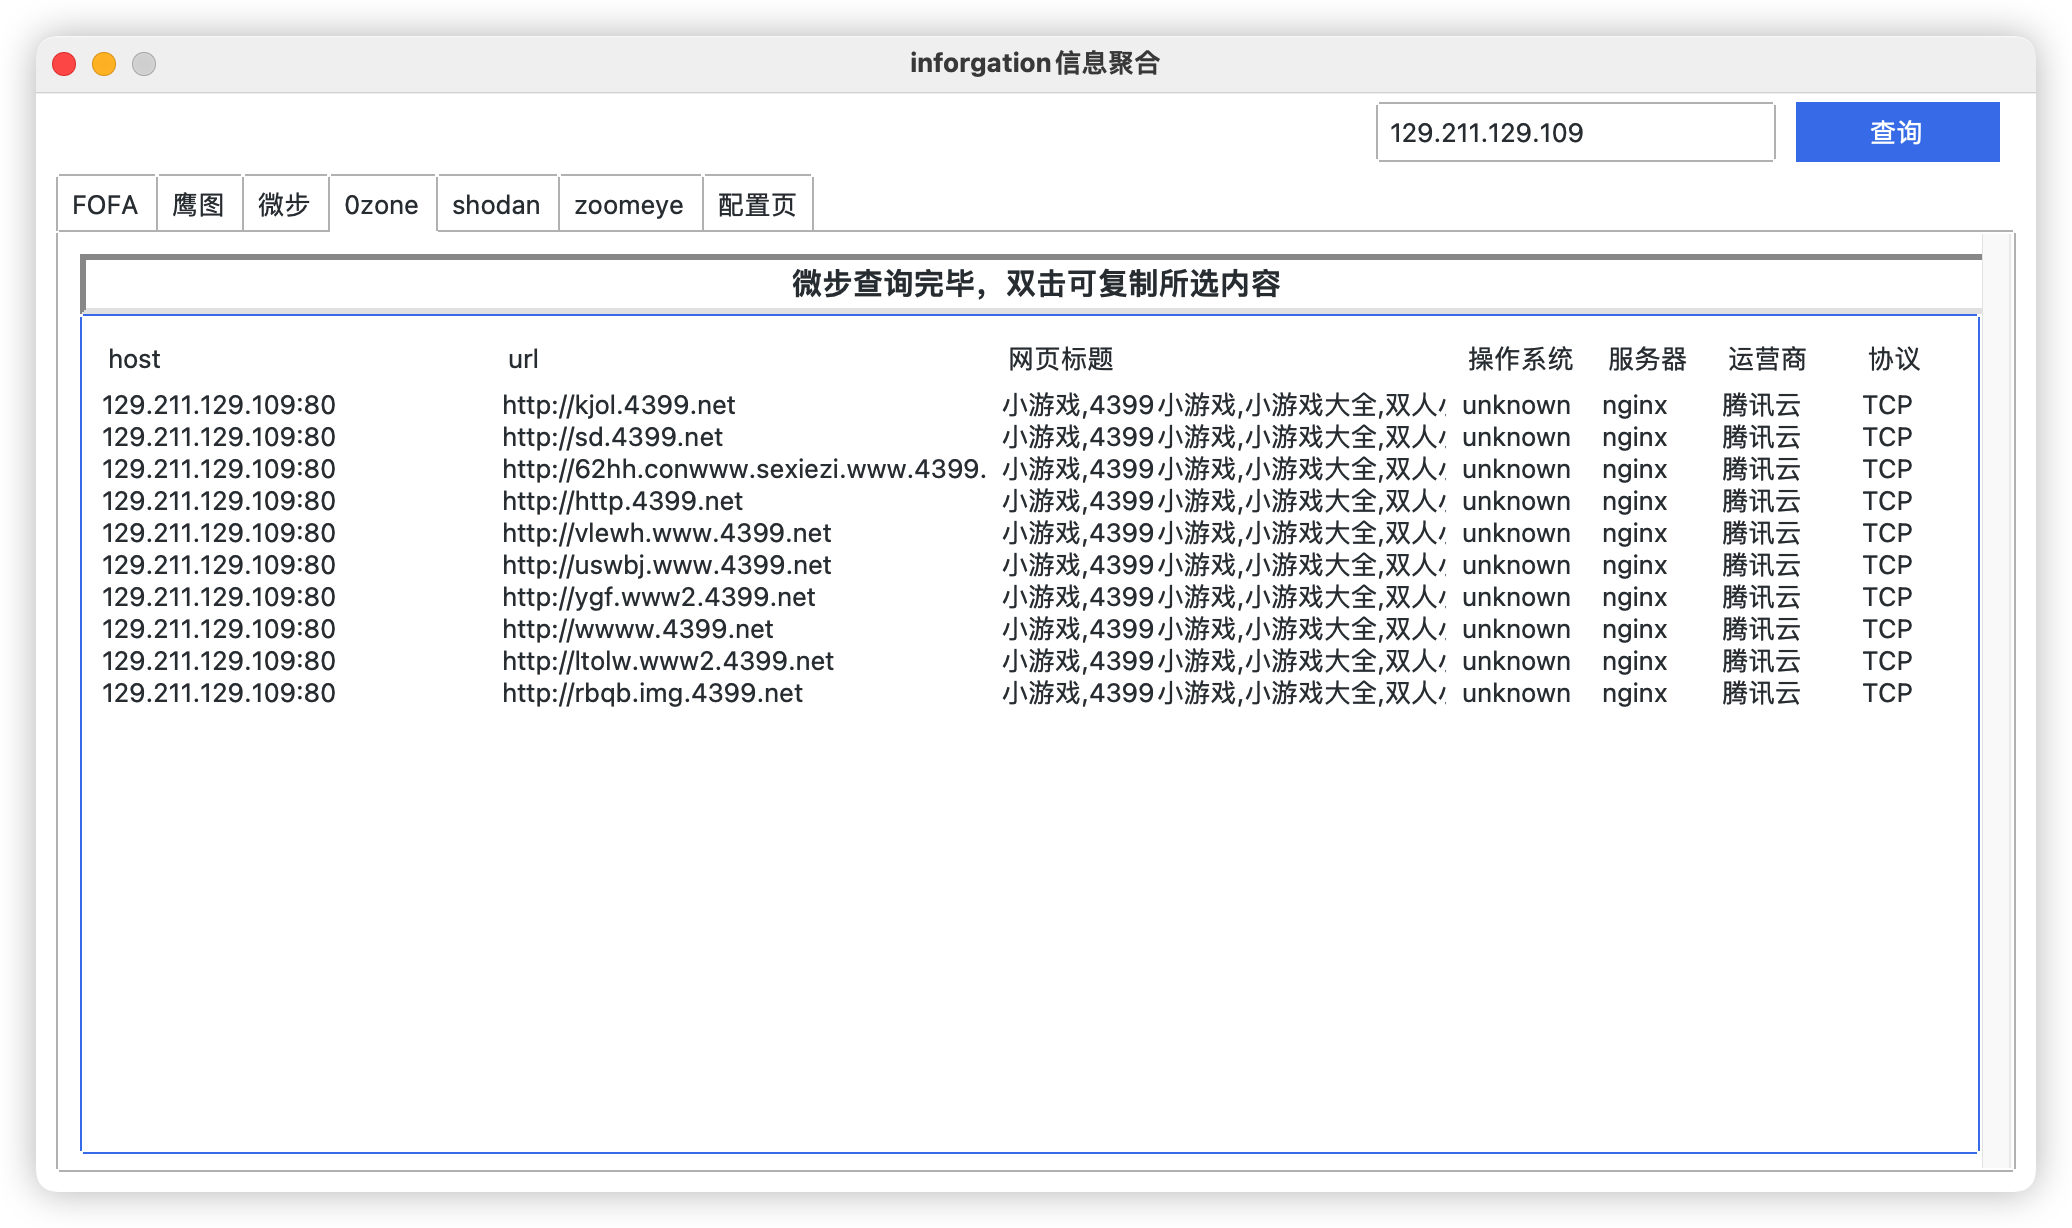 inforgation信息聚合
129.211.129.109 查询
FOFA 鹰图 微步 0zone shodan zoomeye 配置页
微步查询完毕，双击可复制所选内容
host url 网页标题 操作系统 服务器 运营商 协议
129.211.129.109:80 http://kjol.4399.net 小游戏,4399小游戏,小游戏大全,双人 unknown nginx 腾讯云 TCP
129.211.129.109:80 http://sd.4399.net 小游戏,4399小游戏,小游戏大全,双人 unknown nginx 腾讯云 TCP
129.211.129.109:80 http://62hh.conwww.sexiezi.www.4399. 小游戏,4399小游戏,小游戏大全,双人 unknown nginx 腾讯云 TCP
129.211.129.109:80 http://http.4399.net 小游戏,4399小游戏,小游戏大全,双人 unknown nginx 腾讯云 TCP
129.211.129.109:80 http://vlewh.www.4399.net 小游戏,4399小游戏,小游戏大全,双人 unknown nginx 腾讯云 TCP
129.211.129.109:80 http://uswbj.www.4399.net 小游戏,4399小游戏,小游戏大全,双人 unknown nginx 腾讯云 TCP
129.211.129.109:80 http://ygf.www2.4399.net 小游戏,4399小游戏,小游戏大全,双人 unknown nginx 腾讯云 TCP
129.211.129.109:80 http://wwww.4399.net 小游戏,4399小游戏,小游戏大全,双人 unknown nginx 腾讯云 TCP
129.211.129.109:80 http://ltolw.www2.4399.net 小游戏,4399小游戏,小游戏大全,双人 unknown nginx 腾讯云 TCP
129.211.129.109:80 http://rbqb.img.4399.net 小游戏,4399小游戏,小游戏大全,双人 unknown nginx 腾讯云 TCP